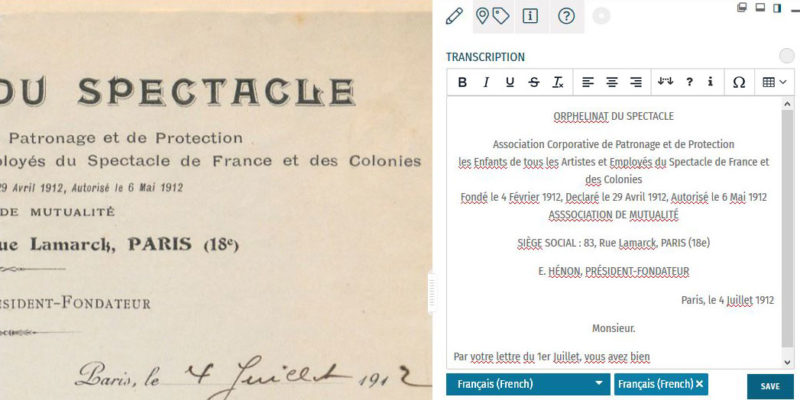 DU SPECTACLE
Patronage et de Protection
ployés du Spectacle de France et des Colonies
29 Avril 1912, Autorisé le 6 Mai 1912
DE MUTUALITÉ
ue Lamarck, PARIS (18e)
ÉSIDENT-FONDATEUR
Paris, le 4 Juillet 1912
TRANSCRIPTION
B I U S Ix ? i Ω
ORPHELINAT DU SPECTACLE
Association Corporative de Patronage et de Protection
les Enfants de tous les Artistes et Employés du Spectacle de France et
des Colonies
Fondé le 4 Février 1912, Declaré le 29 Avril 1912, Autorisé le 6 Mai 1912
ASSSOCIATION DE MUTUALITÉ
SIÈGE SOCIAL : 83, Rue Lamarck, PARIS (18e)
E. HÉNON, PRÉSIDENT-FONDATEUR
Paris, le 4 Juillet 1912
Monsieur.
Par votre lettre du 1er Juillet, vous avez bien
Français (French) Français (French) × SAVE